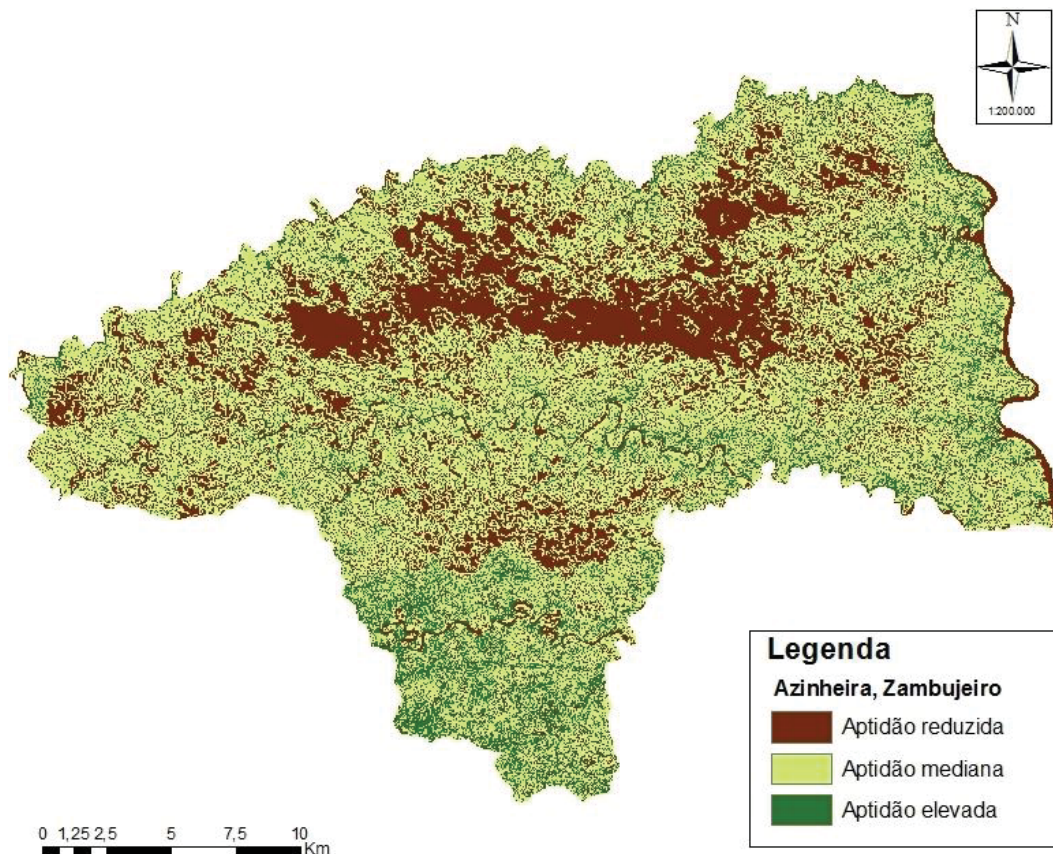 N
1:200.000
Legenda
Azinheira, Zambujeiro
Aptidão reduzida
Aptidão mediana
Aptidão elevada
0 1,25 2,5 5 7,5 10
Km